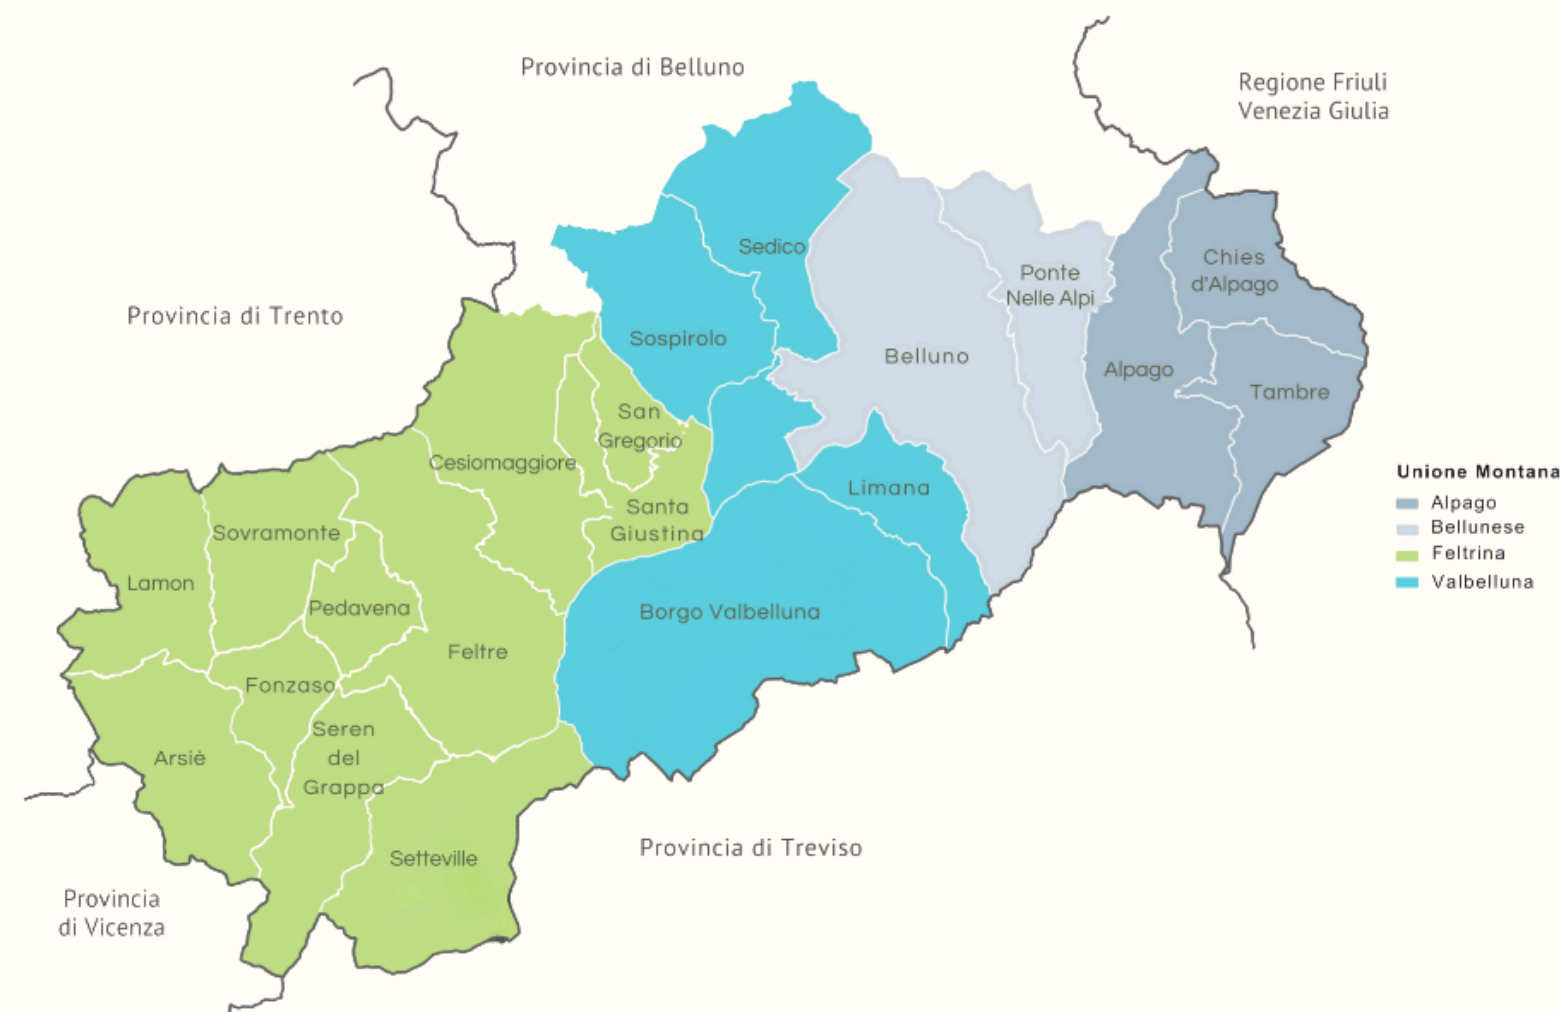 Provincia di Belluno
Regione Friuli
Venezia Giulia
Provincia di Trento
Sedico
Chies
d'Alpago
Ponte
Nelle Alpi
Sospirolo
Belluno
Alpago
Tambre
San
Gregorio
Cesiomaggiore
Limana
Santa
Giustina
Sovramonte
Lamon
Pedavena
Borgo Valbelluna
Feltre
Fonzaso
Seren
del
Grappa
Arsiè
Setteville
Provincia di Treviso
Provincia
di Vicenza
Unione Montana
Alpago
Bellunese
Feltrina
Valbelluna